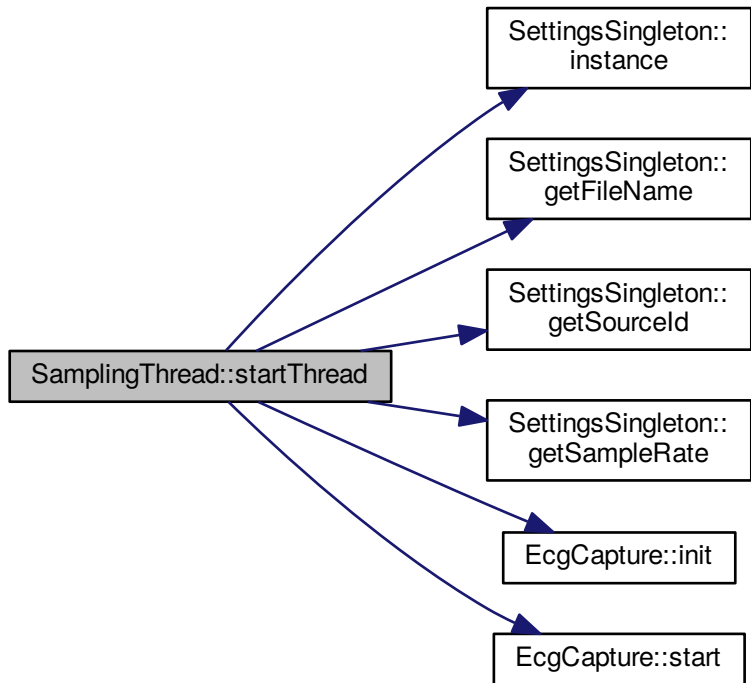 SettingsSingleton::
instance
SettingsSingleton::
getFileName
SettingsSingleton::
getSourceId
SamplingThread::startThread
SettingsSingleton::
getSampleRate
EcgCapture::init
EcgCapture::start